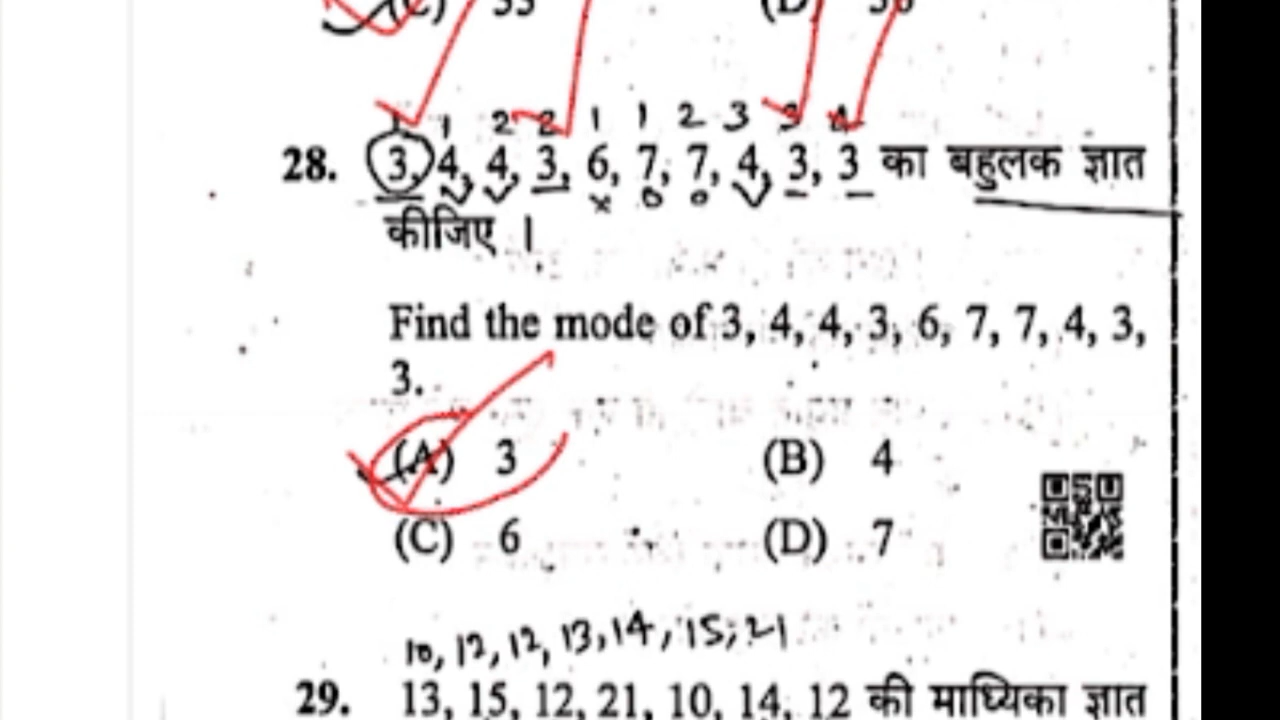 (C) 35 (D) 36
1 1 2 2 1 1 2 3 3 4
28. 3, 4, 4, 3, 6, 7, 7, 4, 3, 3 का बहुलक ज्ञात
कीजिए ।
Find the mode of 3, 4, 4, 3, 6, 7, 7, 4, 3,
3.
(A) 3 (B) 4
(C) 6 (D) 7
10, 12, 12, 13, 14, 15, 21
29. 13, 15, 12, 21, 10, 14, 12 की माध्यिका ज्ञात